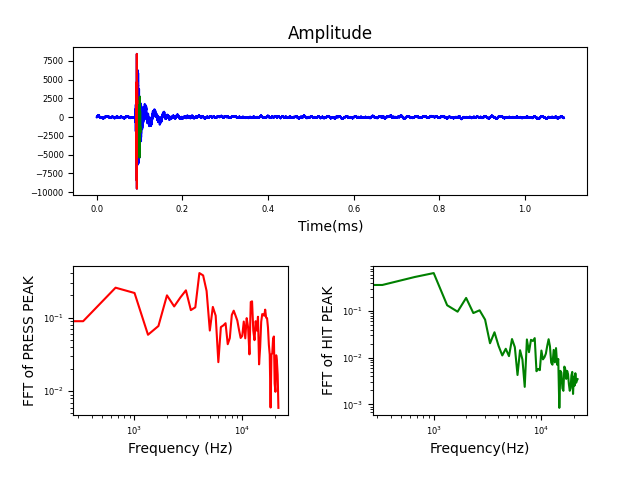 Amplitude
7500
5000
2500
0
−2500
−5000
−7500
−10000
0.0 0.2 0.4 0.6 0.8 1.0
Time(ms)
FFT of PRESS PEAK
10⁻¹
10⁻²
10³ 10⁴
Frequency (Hz)
FFT of HIT PEAK
10⁻¹
10⁻²
10⁻³
10³ 10⁴
Frequency(Hz)